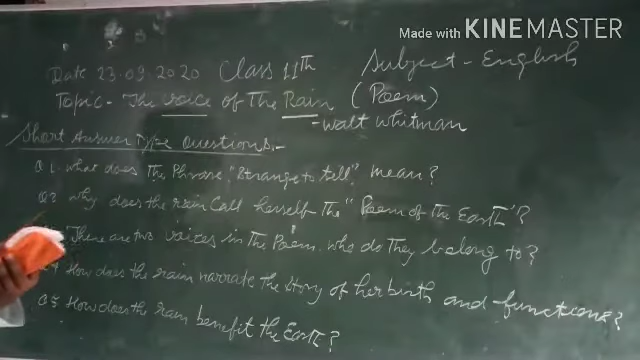 Made with KINEMASTER
Date 23.09.2020 Class 11th Subject - English
Topic - The voice of The Rain (Poem)
- Walt Whitman
Short Answer Type Questions:-
Q1. What does The Phrase, "Strange to tell," mean?
Q2 why does the rain Call herself The "Poem of The Earth"?
There are two voices in The Poem. who do They belong to?
4 How does the rain narrate the story of her birth and functions?
Q5 How does the rain benefit the Earth?